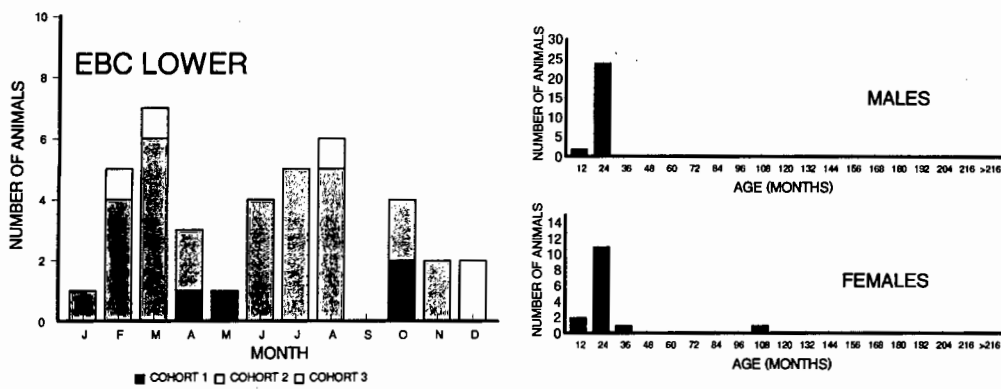 EBC LOWER
NUMBER OF ANIMALS
10
8
6
4
2
0
J F M A M J J A S O N D
MONTH
COHORT 1 COHORT 2 COHORT 3
MALES
NUMBER OF ANIMALS
30
25
20
15
10
5
0
12 24 36 48 60 72 84 96 108 120 132 144 156 168 180 192 204 216 >216
AGE (MONTHS)
FEMALES
NUMBER OF ANIMALS
14
12
10
8
6
4
2
0
12 24 36 48 60 72 84 96 108 120 132 144 156 168 180 192 204 216 >216
AGE (MONTHS)